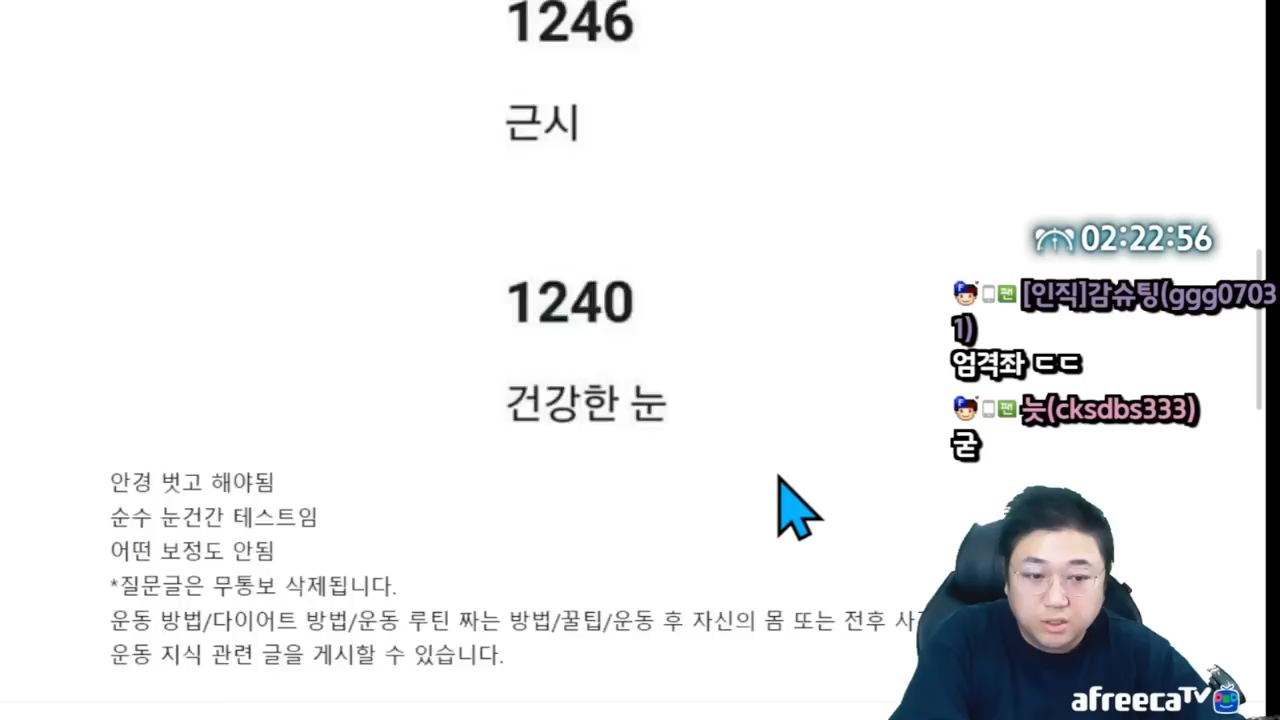 1246
근시
1240
건강한 눈
안경 벗고 해야됨
순수 눈건간 테스트임
어떤 보정도 안됨
*질문글은 무통보 삭제됩니다.
운동 방법/다이어트 방법/운동 루틴 짜는 방법/꿀팁/운동 후 자신의 몸 또는 전후
운동 지식 관련 글을 게시할 수 있습니다.
02:22:56
팬 [인직]감슈팅(ggg0703
1)
엄격좌 ㄷㄷ
팬 늣(cksdbs333)
굳
afreecaTV